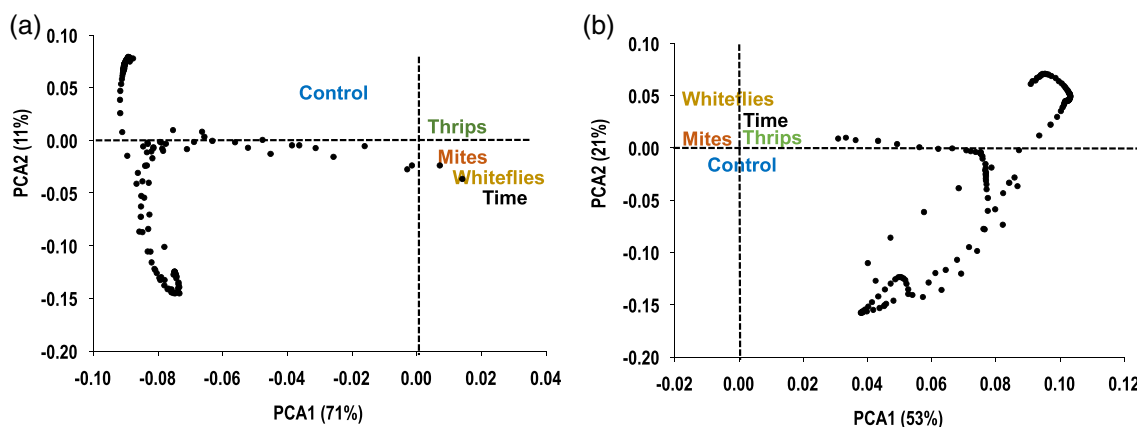 (a)
0.10
0.05
0.00
-0.05
-0.10
-0.15
-0.20
PCA2 (11%)
Control
Thrips
Mites
Whiteflies
Time
-0.10 -0.08 -0.06 -0.04 -0.02 0.00 0.02 0.04
PCA1 (71%)
(b)
0.10
0.05
0.00
-0.05
-0.10
-0.15
-0.20
PCA2 (21%)
Whiteflies
Time
Mites Thrips
Control
-0.02 0.00 0.02 0.04 0.06 0.08 0.10 0.12
PCA1 (53%)